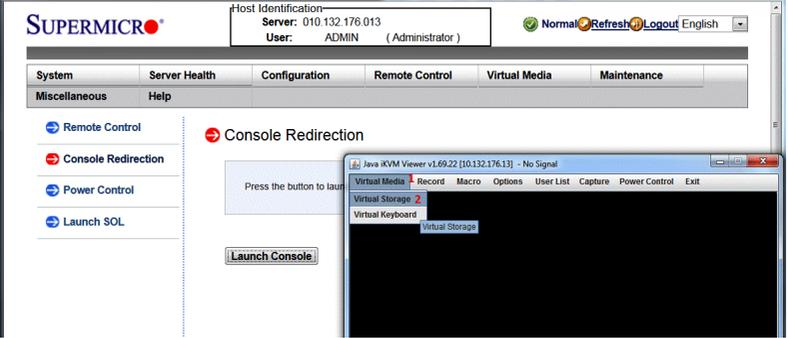 Host Identification
SUPERMICRO
Server: 010.132.176.013
User: ADMIN ( Administrator )
Normal Refresh Logout English
System Server Health Configuration Remote Control Virtual Media Maintenance
Miscellaneous Help
Remote Control
Console Redirection
Power Control
Launch SOL
Console Redirection
Press the button to laun
Launch Console
Java iKVM Viewer v1.69.22 [10.132.176.13] - No Signal
Virtual Media 1 Record Macro Options User List Capture Power Control Exit
Virtual Storage 2
Virtual Keyboard
Virtual Storage